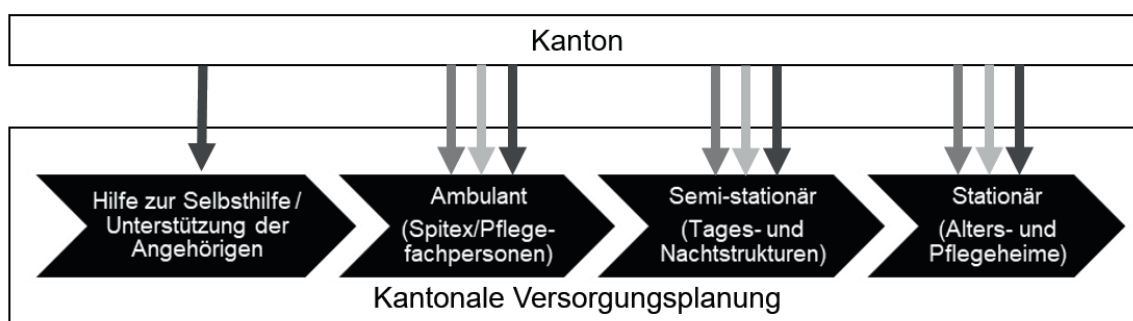 Kanton
Hilfe zur Selbsthilfe /
Unterstützung der
Angehörigen
Ambulant
(Spitex/Pflege-
fachpersonen)
Semi-stationär
(Tages- und
Nachtstrukturen)
Stationär
(Alters- und
Pflegeheime)
Kantonale Versorgungsplanung